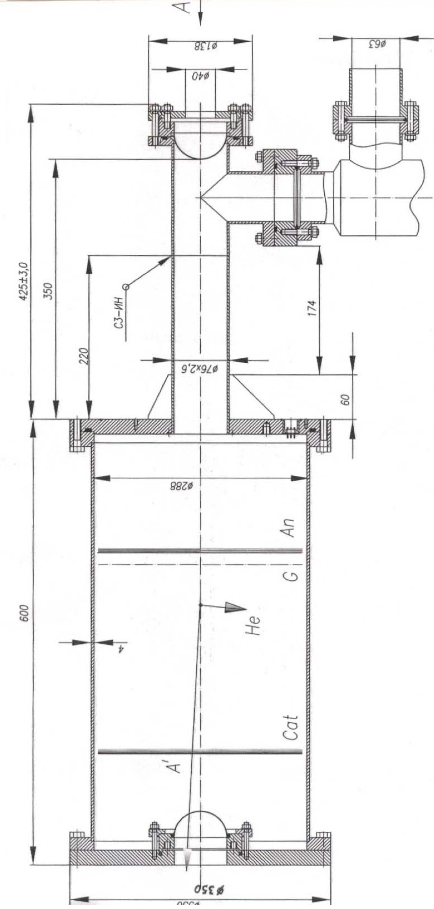 A
ø138
ø40
ø63
425±3,0
350
220
СЗ-ИН
ø76x2,6
174
60
ø288
600
4
An
G
He
Cat
A'
ø350